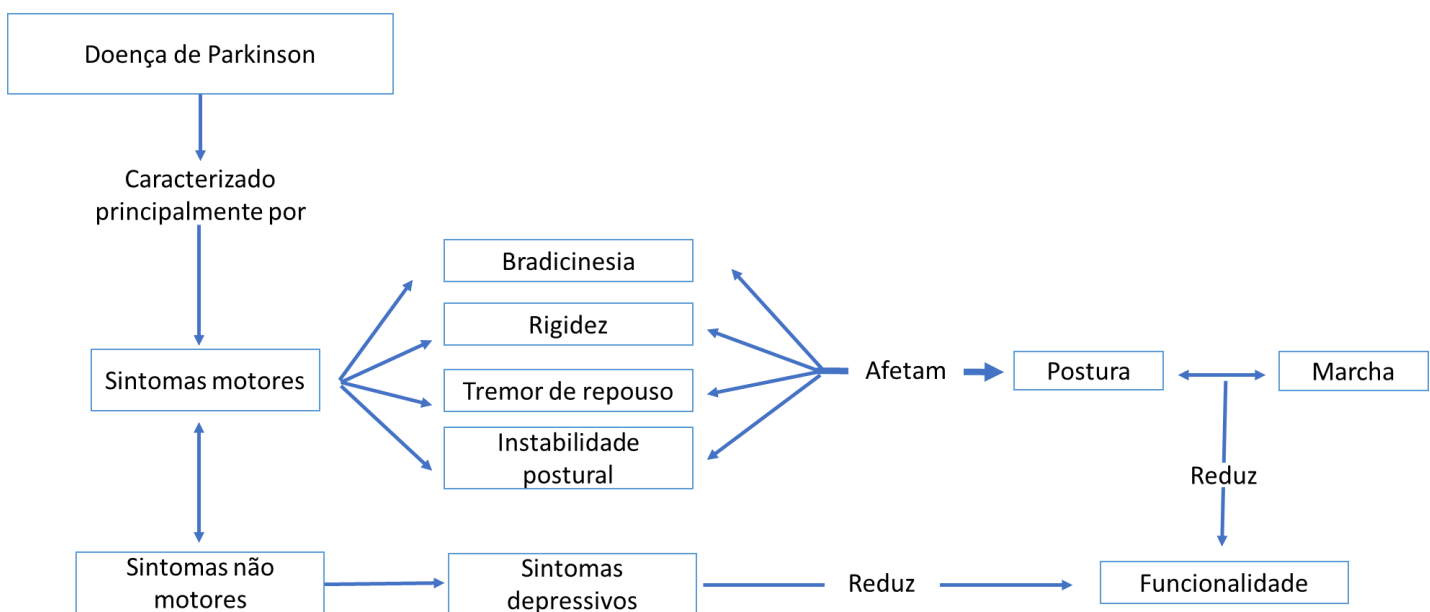 Doença de Parkinson
Caracterizado
principalmente por
Bradicinesia
Rigidez
Sintomas motores
Tremor de repouso
Afetam
Postura
Marcha
Instabilidade
postural
Reduz
Sintomas não
motores
Sintomas
depressivos
Reduz
Funcionalidade